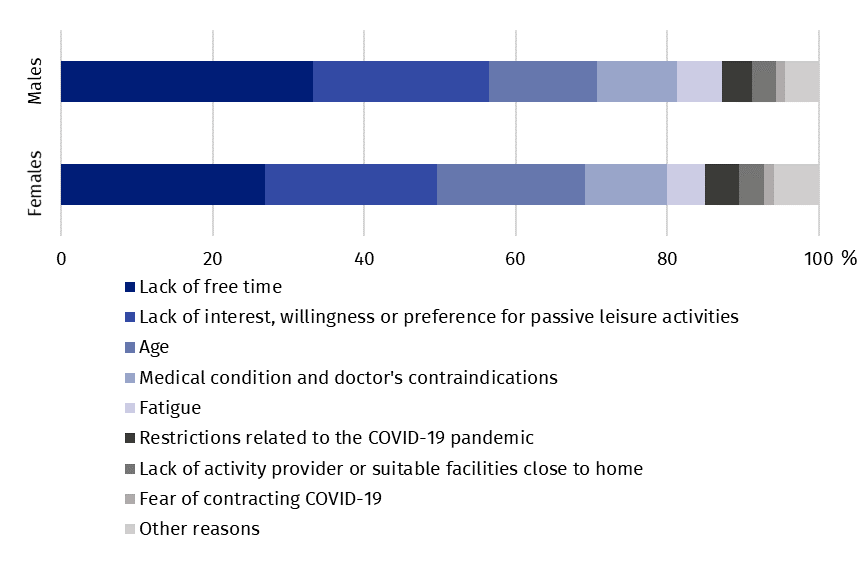 Males
Females
0 20 40 60 80 100 %
Lack of free time
Lack of interest, willingness or preference for passive leisure activities
Age
Medical condition and doctor's contraindications
Fatigue
Restrictions related to the COVID-19 pandemic
Lack of activity provider or suitable facilities close to home
Fear of contracting COVID-19
Other reasons